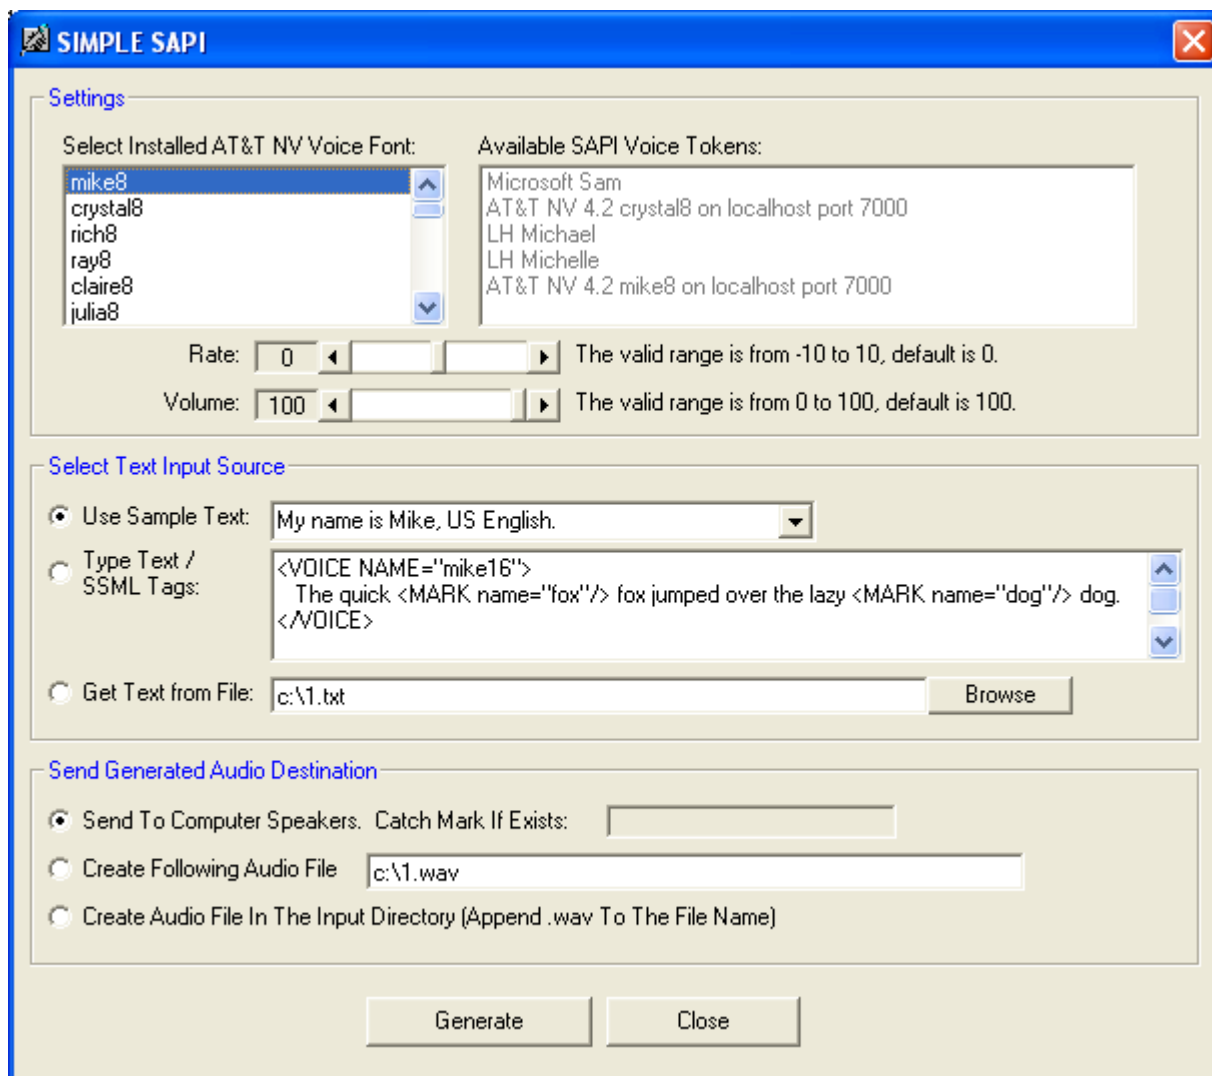 SIMPLE SAPI
Settings
Select Installed AT&T NV Voice Font:
mike8
crystal8
rich8
ray8
claire8
julia8
Available SAPI Voice Tokens:
Microsoft Sam
AT&T NV 4.2 crystal8 on localhost port 7000
LH Michael
LH Michelle
AT&T NV 4.2 mike8 on localhost port 7000
Rate: 0 The valid range is from -10 to 10, default is 0.
Volume: 100 The valid range is from 0 to 100, default is 100.
Select Text Input Source
Use Sample Text: My name is Mike, US English.
Type Text /
SSML Tags:
<VOICE NAME="mike16">
The quick <MARK name="fox"/> fox jumped over the lazy <MARK name="dog"/> dog.
</VOICE>
Get Text from File: c:\1.txt Browse
Send Generated Audio Destination
Send To Computer Speakers. Catch Mark If Exists:
Create Following Audio File c:\1.wav
Create Audio File In The Input Directory (Append .wav To The File Name)
Generate Close